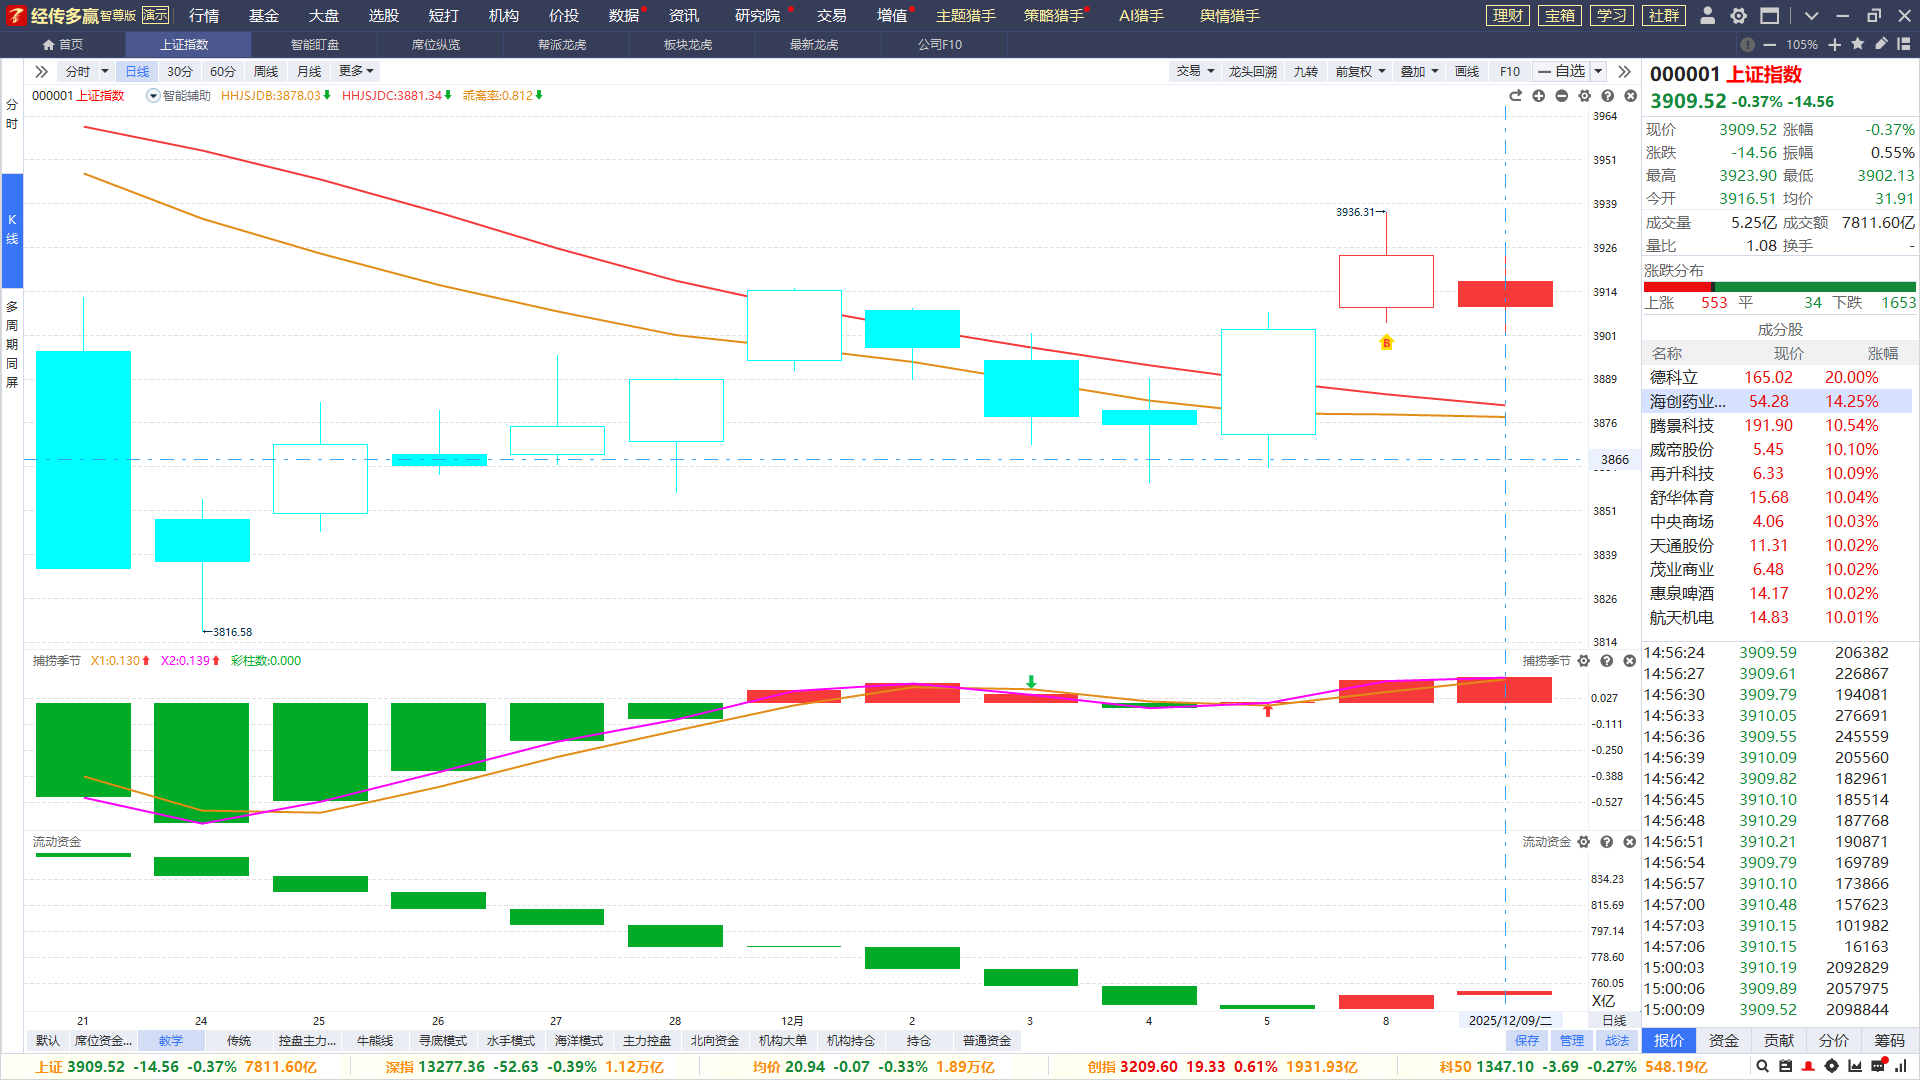 经传多赢 智尊版 演示 行情 基金 大盘 选股 短打 机构 价投 数据 资讯 研究院 交易 增值 主题猎手 策略猎手 AI猎手 舆情猎手 理财 宝箱 学习 社群
首页 上证指数 智能盯盘 席位纵览 帮派龙虎 板块龙虎 最新龙虎 公司F10 105%
分时 日线 30分 60分 周线 月线 更多 交易 龙头回溯 九转 前复权 叠加 画线 F10 自选
000001 上证指数 智能辅助 HHJSJDB:3878.03 HHJSJDC:3881.34 乖离率:0.812
分时
K线
多周期同屏
3964
3951
3939
3926
3914
3901
3889
3876
3866
3851
3839
3826
3814
3936.31
B
3816.58
捕捞季节 X1:0.130 X2:0.139 彩柱数:0.000 捕捞季节
0.027
-0.111
-0.250
-0.388
-0.527
流动资金 流动资金
834.23
815.69
797.14
778.60
760.05
X亿
21 24 25 26 27 28 12月 2 3 4 5 8 2025/12/09/二 日线
默认 席位资金... 教学 传统 控盘主力... 牛能线 寻底模式 水手模式 海洋模式 主力控盘 北向资金 机构大单 机构持仓 持仓 普通资金 保存 管理 战法
000001 上证指数
3909.52 -0.37% -14.56
现价 3909.52 涨幅 -0.37%
涨跌 -14.56 振幅 0.55%
最高 3923.90 最低 3902.13
今开 3916.51 均价 31.91
成交量 5.25亿 成交额 7811.60亿
量比 1.08 换手 -
涨跌分布
上涨 553 平 34 下跌 1653
成分股
名称 现价 涨幅
德科立 165.02 20.00%
海创药业... 54.28 14.25%
腾景科技 191.90 10.54%
威帝股份 5.45 10.10%
再升科技 6.33 10.09%
舒华体育 15.68 10.04%
中央商场 4.06 10.03%
天通股份 11.31 10.02%
茂业商业 6.48 10.02%
惠泉啤酒 14.17 10.02%
航天机电 14.83 10.01%
14:56:24 3909.59 206382
14:56:27 3909.61 226867
14:56:30 3909.79 194081
14:56:33 3910.05 276691
14:56:36 3909.55 245559
14:56:39 3910.09 205560
14:56:42 3909.82 182961
14:56:45 3910.10 185514
14:56:48 3910.29 187768
14:56:51 3910.21 190871
14:56:54 3909.79 169789
14:56:57 3910.10 173866
14:57:00 3910.48 157623
14:57:03 3910.15 101982
14:57:06 3910.15 16163
15:00:03 3910.19 2092829
15:00:06 3909.89 2057975
15:00:09 3909.52 2098844
报价 资金 贡献 分价 筹码
上证 3909.52 -14.56 -0.37% 7811.60亿 深指 13277.36 -52.63 -0.39% 1.12万亿 均价 20.94 -0.07 -0.33% 1.89万亿 创指 3209.60 19.33 0.61% 1931.93亿 科50 1347.10 -3.69 -0.27% 548.19亿